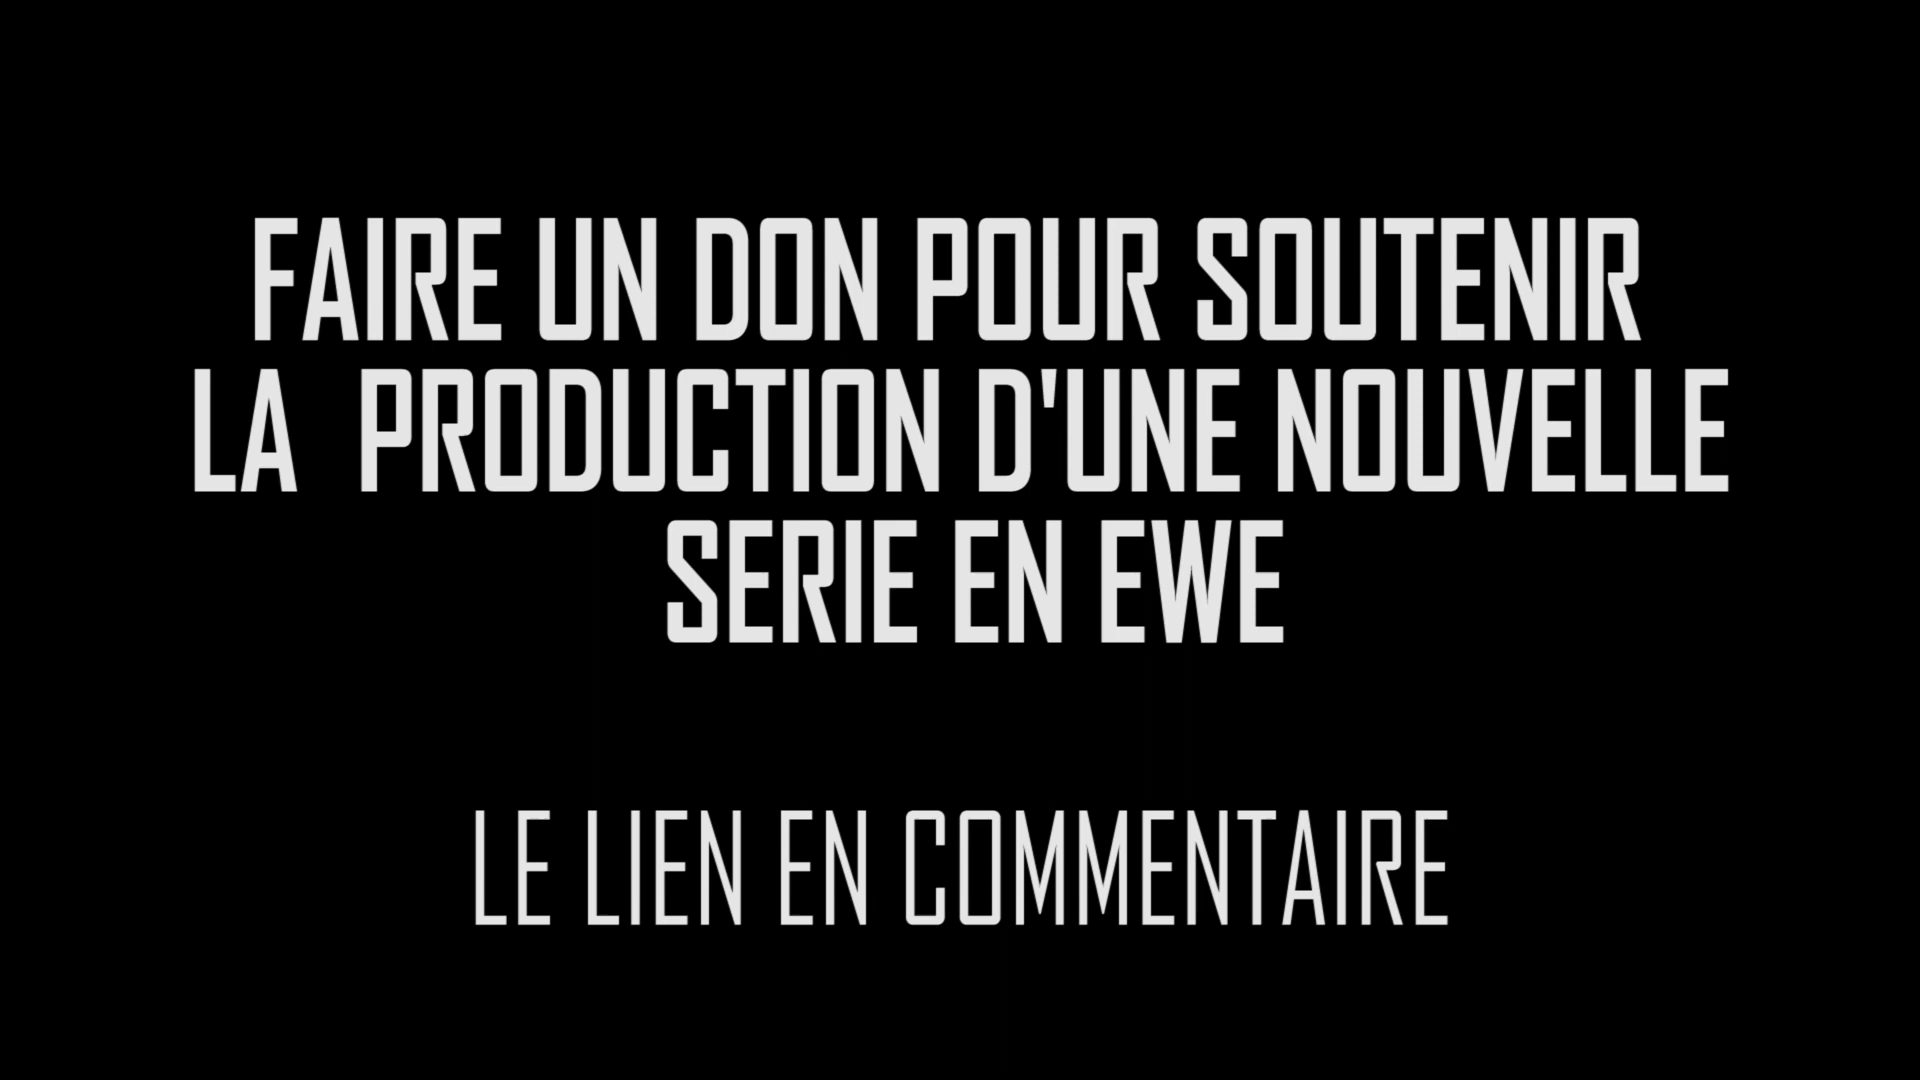 FAIRE UN DON POUR SOUTENIR
LA PRODUCTION D'UNE NOUVELLE
SERIE EN EWE
LE LIEN EN COMMENTAIRE